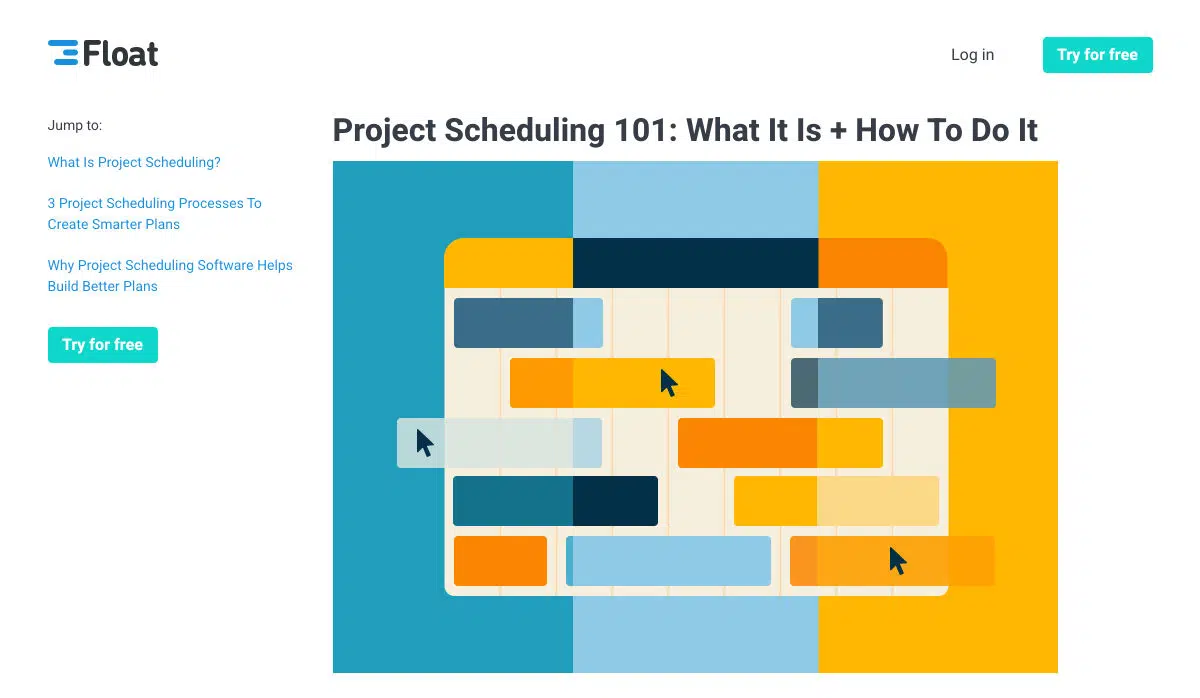 Float
Log in
Try for free
Jump to:
What Is Project Scheduling?
3 Project Scheduling Processes To
Create Smarter Plans
Why Project Scheduling Software Helps
Build Better Plans
Try for free
Project Scheduling 101: What It Is + How To Do It